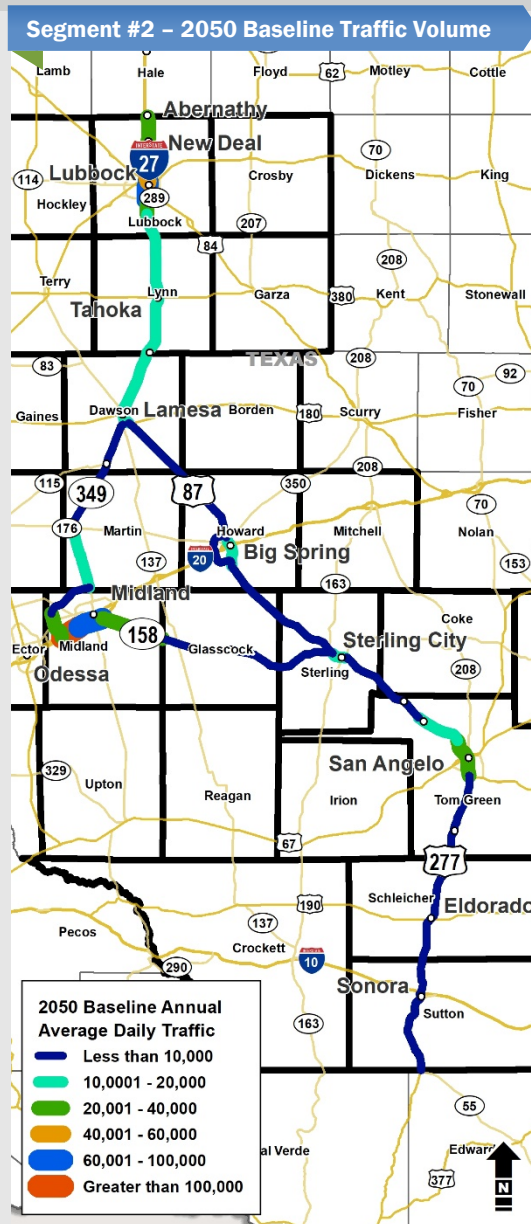 Segment #2 – 2050 Baseline Traffic Volume
Lamb
Hale
Floyd
62
Motley
Cottle
Abernathy
New Deal
INTERSTATE
27
Lubbock
70
114
289
Crosby
Dickens
King
Hockley
Lubbock
207
84
208
Terry
Lynn
Garza
380
Kent
Stonewall
Tahoka
TEXAS
83
208
92
70
Gaines
Dawson
Lamesa
Borden
180
Scurry
Fisher
208
115
349
87
350
70
176
Martin
Howard
Mitchell
Nolan
137
20
Big Spring
153
163
Midland
Coke
158
Sterling City
Ector
Midland
Glasscock
Sterling
208
Odessa
San Angelo
329
Upton
Reagan
Irion
Tom Green
67
277
190
Schleicher
Eldorado
Pecos
137
Crockett
10
290
Sonora
Sutton
163
2050 Baseline Annual
Average Daily Traffic
Less than 10,000
10,0001 - 20,000
20,001 - 40,000
40,001 - 60,000
60,001 - 100,000
Greater than 100,000
55
al Verde
Edward
377
N